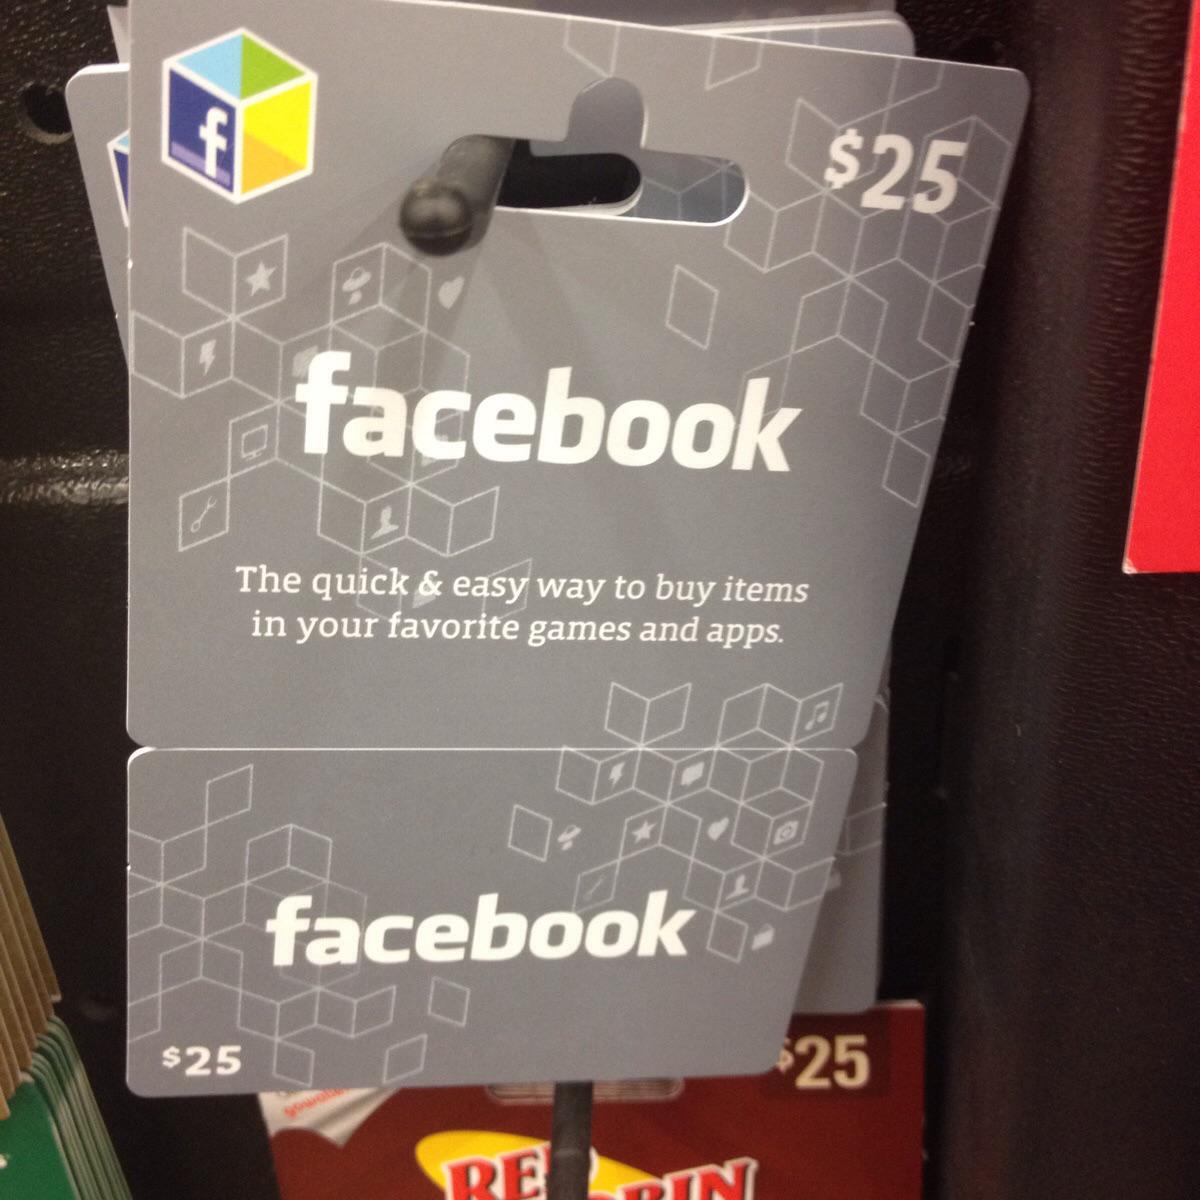 f
$25
facebook
The quick & easy way to buy items
in your favorite games and apps.
facebook
$25
$25